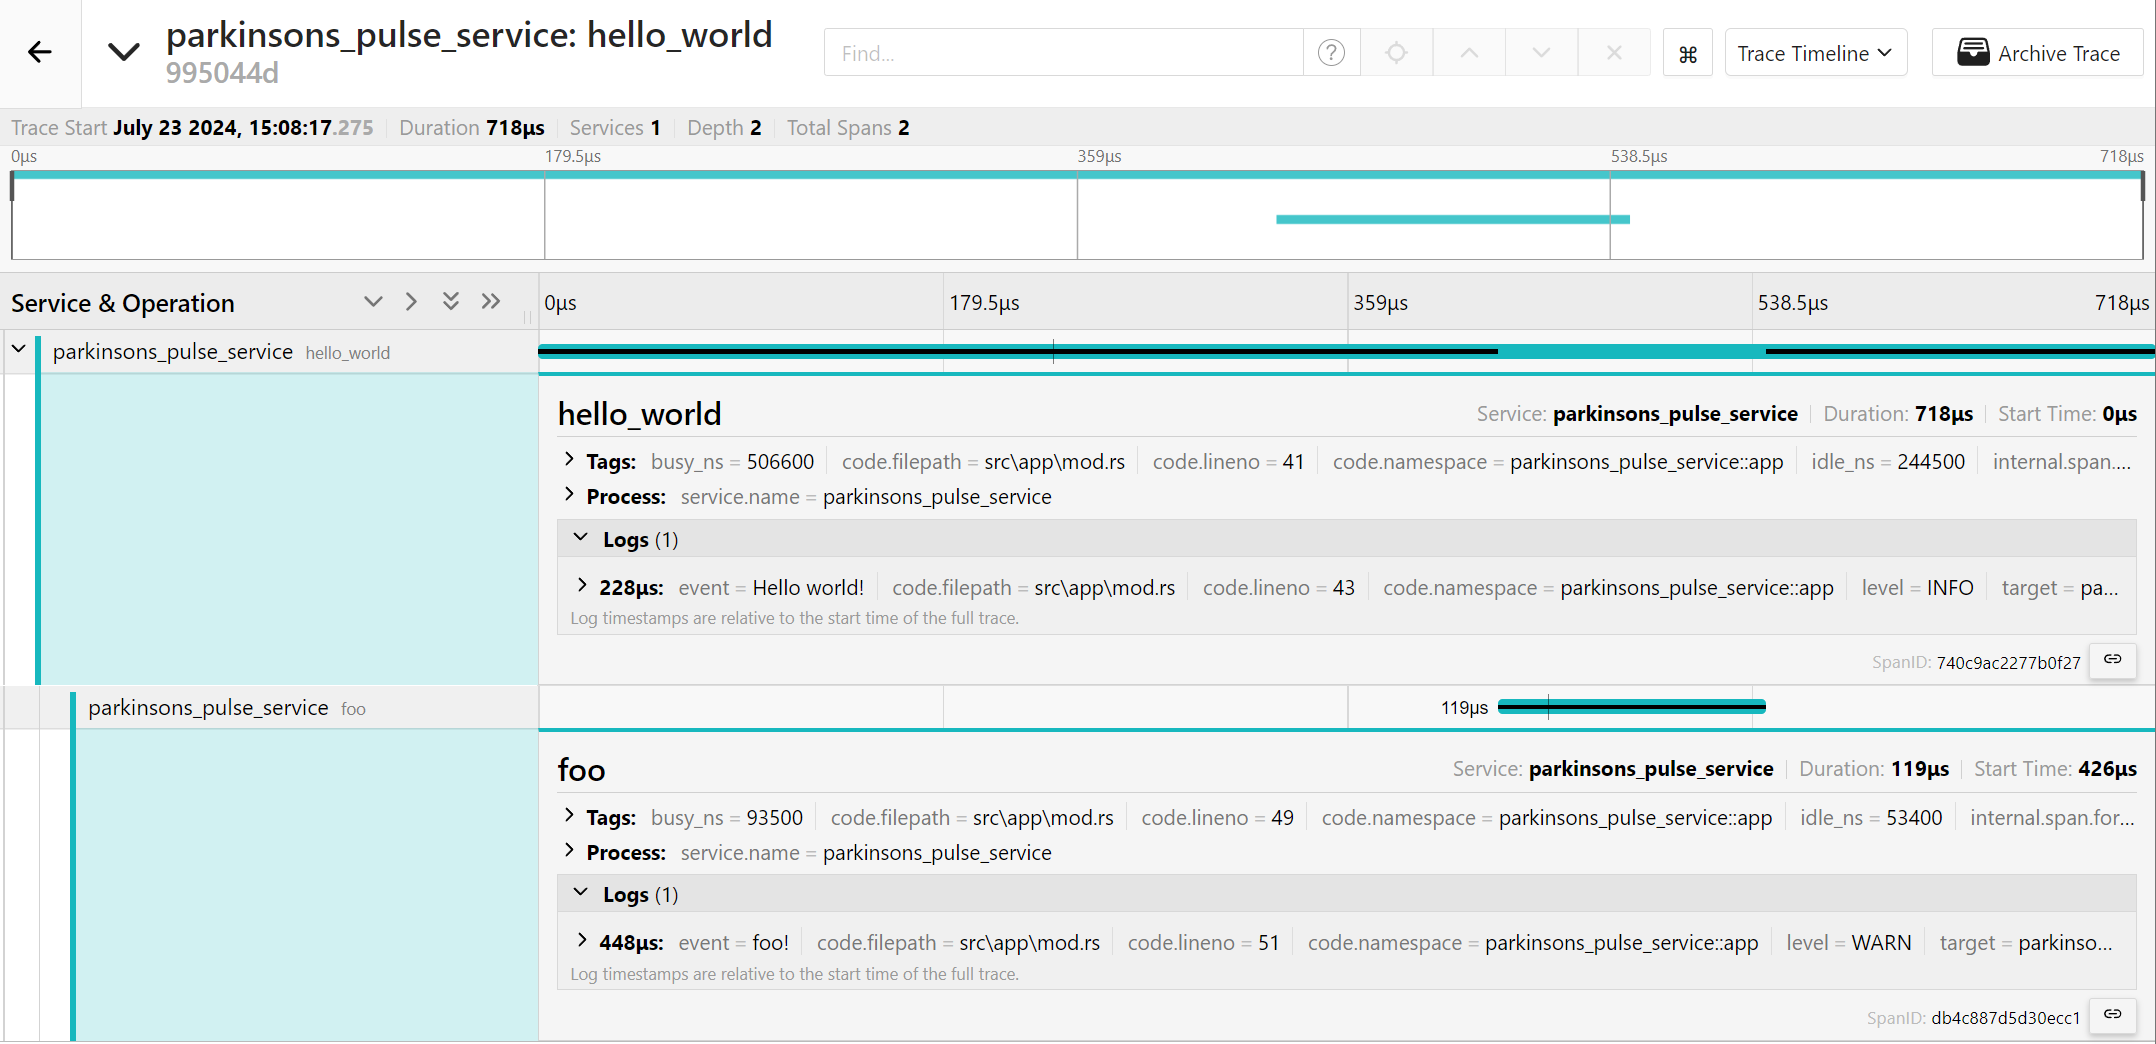 parkinsons_pulse_service: hello_world
995044d
Find...
?
⌘
Trace Timeline
Archive Trace
Trace Start July 23 2024, 15:08:17.275 Duration 718μs Services 1 Depth 2 Total Spans 2
0μs 179.5μs 359μs 538.5μs 718μs
Service & Operation 0μs 179.5μs 359μs 538.5μs 718μs
parkinsons_pulse_service hello_world
hello_world Service: parkinsons_pulse_service Duration: 718μs Start Time: 0μs
Tags: busy_ns = 506600 code.filepath = src\app\mod.rs code.lineno = 41 code.namespace = parkinsons_pulse_service::app idle_ns = 244500 internal.span....
Process: service.name = parkinsons_pulse_service
Logs (1)
228μs: event = Hello world! code.filepath = src\app\mod.rs code.lineno = 43 code.namespace = parkinsons_pulse_service::app level = INFO target = pa...
Log timestamps are relative to the start time of the full trace.
SpanID: 740c9ac2277b0f27
parkinsons_pulse_service foo 119μs
foo Service: parkinsons_pulse_service Duration: 119μs Start Time: 426μs
Tags: busy_ns = 93500 code.filepath = src\app\mod.rs code.lineno = 49 code.namespace = parkinsons_pulse_service::app idle_ns = 53400 internal.span.for...
Process: service.name = parkinsons_pulse_service
Logs (1)
448μs: event = foo! code.filepath = src\app\mod.rs code.lineno = 51 code.namespace = parkinsons_pulse_service::app level = WARN target = parkinso...
Log timestamps are relative to the start time of the full trace.
SpanID: db4c887d5d30ecc1